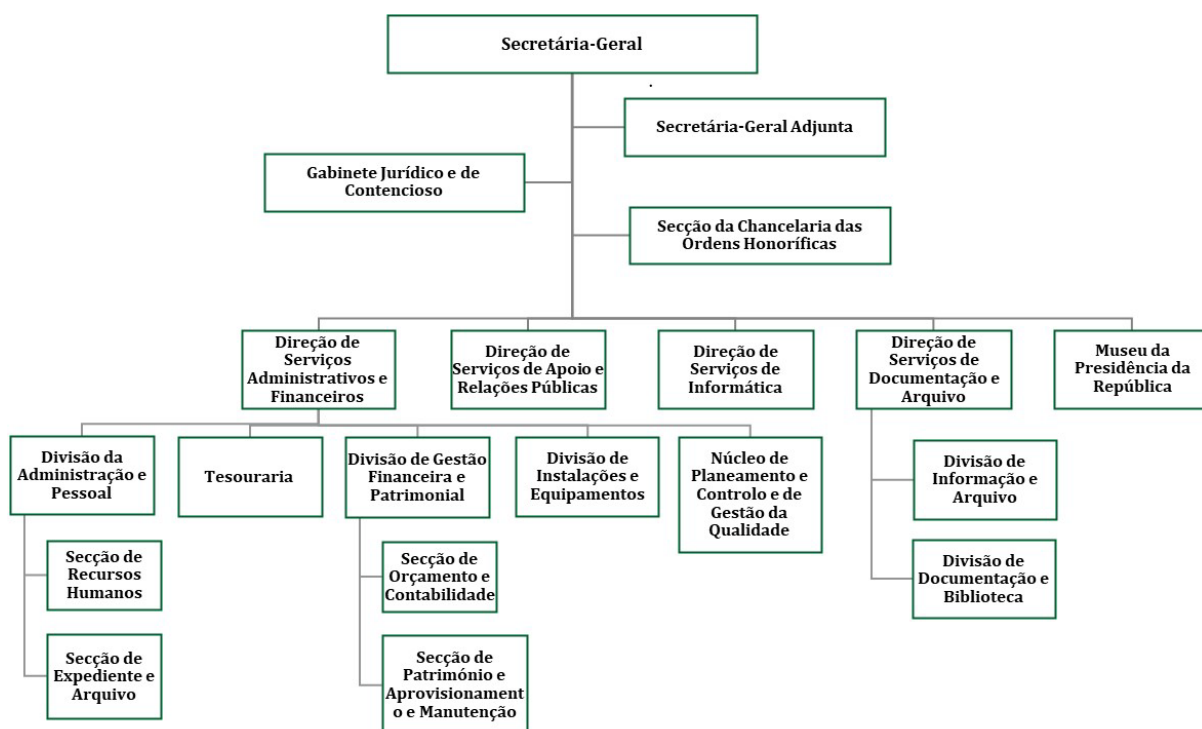 Secretária-Geral
Secretária-Geral Adjunta
Gabinete Jurídico e de
Contencioso
Secção da Chancelaria das
Ordens Honoríficas
Direção de
Serviços
Administrativos e
Financeiros
Direção de
Serviços de Apoio e
Relações Públicas
Direção de
Serviços de
Informática
Direção de
Serviços de
Documentação e
Arquivo
Museu da
Presidência da
República
Divisão da
Administração e
Pessoal
Tesouraria
Divisão de Gestão
Financeira e
Patrimonial
Divisão de
Instalações e
Equipamentos
Núcleo de
Planeamento e
Controlo e de
Gestão da
Qualidade
Divisão de
Informação e
Arquivo
Secção de
Recursos
Humanos
Secção de
Orçamento e
Contabilidade
Divisão de
Documentação e
Biblioteca
Secção de
Expediente e
Arquivo
Secção de
Património e
Aprovisionament
o e Manutenção